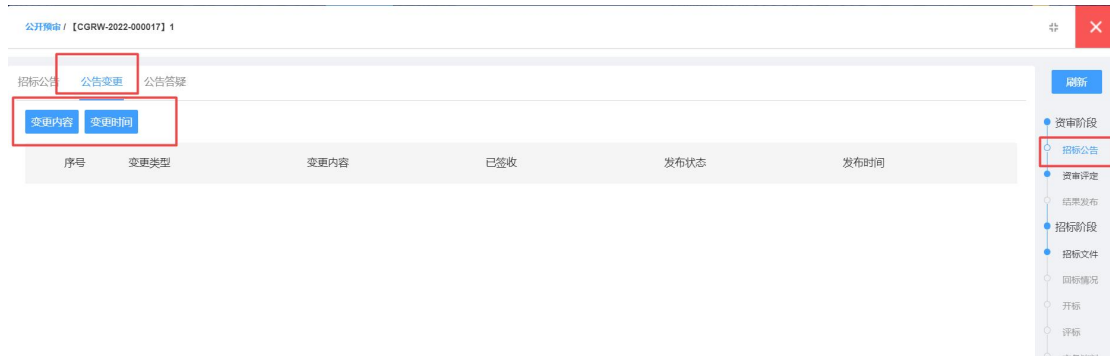 公开预审 / 【CGRW-2022-000017】1
招标公告 公告变更 公告答疑
变更内容 变更时间
序号 变更类型 变更内容 已签收 发布状态 发布时间
刷新
资审阶段
招标公告
资审评定
结果发布
招标阶段
招标文件
回标情况
开标
评标